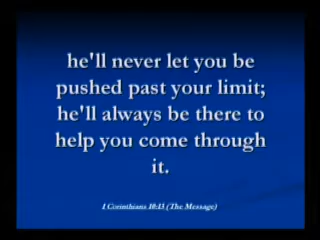 he'll never let you be
pushed past your limit;
he'll always be there to
help you come through
it.
1 Corinthians 10:13 (The Message)